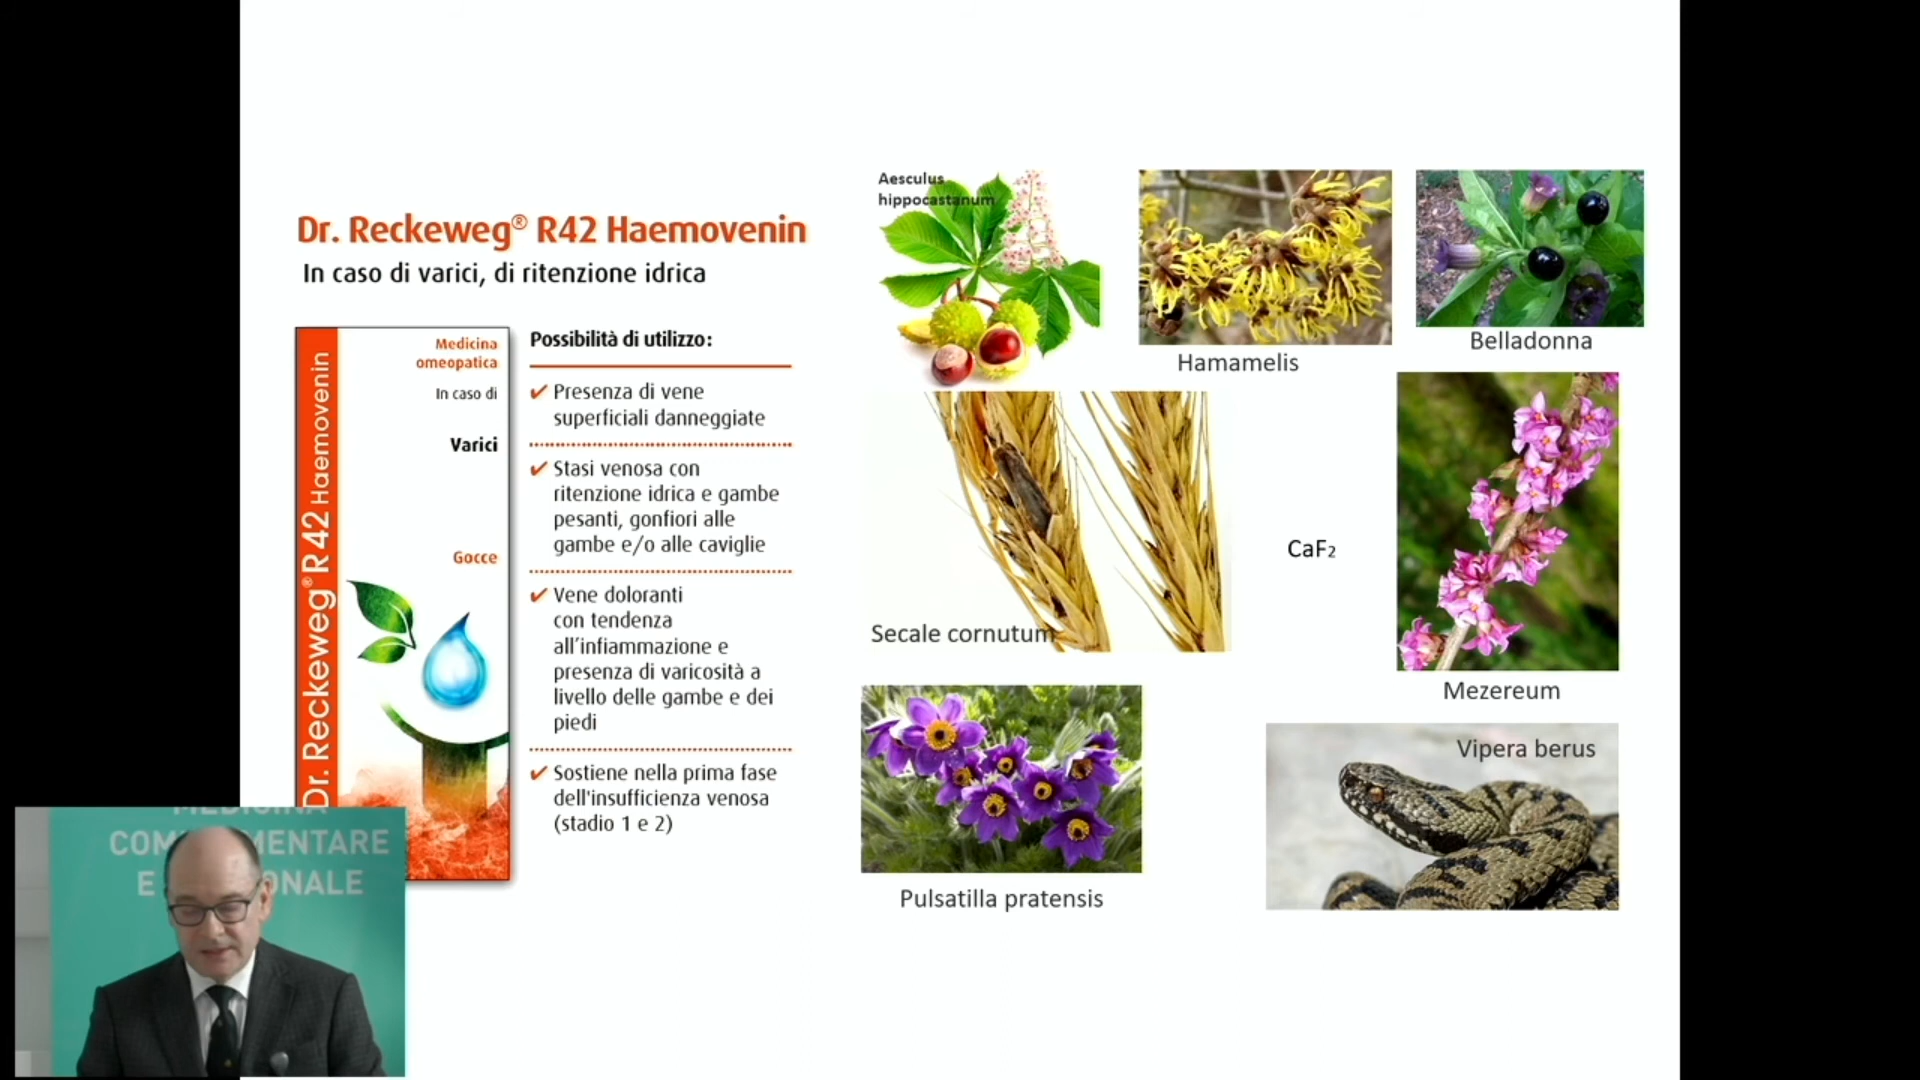 Dr. Reckeweg® R42 Haemovenin
In caso di varici, di ritenzione idrica
Dr. Reckeweg® R42 Haemovenin
Medicina
omeopatica
In caso di
Varici
Gocce
Possibilità di utilizzo:
✔ Presenza di vene
superficiali danneggiate
✔ Stasi venosa con
ritenzione idrica e gambe
pesanti, gonfiori alle
gambe e/o alle caviglie
✔ Vene doloranti
con tendenza
all'infiammazione e
presenza di varicosità a
livello delle gambe e dei
piedi
✔ Sostiene nella prima fase
dell'insufficienza venosa
(stadio 1 e 2)
Aesculus
hippocastanum
Hamamelis
Belladonna
Secale cornutum
CaF₂
Mezereum
Pulsatilla pratensis
Vipera berus
MEDICINA
E